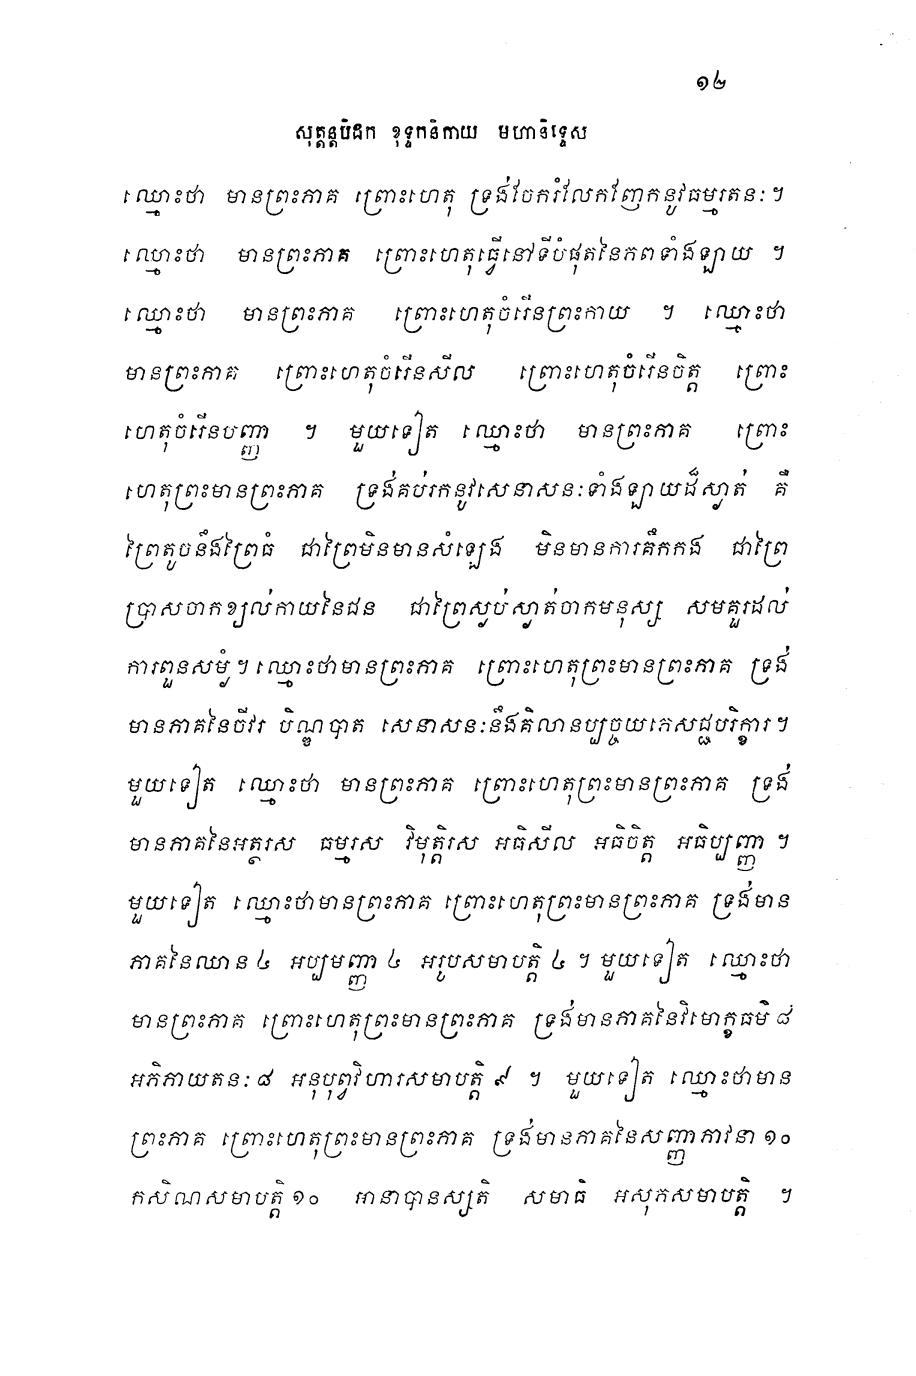 ១២
សុត្តន្តបិដក ខុទ្ទកនិកាយ មហានិទ្ទេស
ឈ្មោះថា មានព្រះភាគ ព្រោះហេតុ ទ្រង់ចែករំលែកញែកនូវធម្មរតនៈ។
ឈ្មោះថា មានព្រះភាគ ព្រោះហេតុធ្វើនៅទីបំផុតនៃភពទាំងឡាយ ។
ឈ្មោះថា មានព្រះភាគ ព្រោះហេតុចំរើនព្រះកាយ ។ ឈ្មោះថា
មានព្រះភាគ ព្រោះហេតុចំរើនសីល ព្រោះហេតុចំរើនចិត្ត ព្រោះ
ហេតុចំរើនបញ្ញា ។ មួយទៀត ឈ្មោះថា មានព្រះភាគ ព្រោះ
ហេតុព្រះមានព្រះភាគ ទ្រង់គប់រកនូវសេនាសនៈទាំងឡាយដ៏ស្ងាត់ គឺ
ព្រៃតូចនឹងព្រៃធំ ជាព្រៃមិនមានសំឡេង មិនមានការគឹកកង ជាព្រៃ
ប្រាសចាកខ្យល់កាយនៃជន ជាព្រៃស្ងប់ស្ងាត់ចាកមនុស្ស សមគួរដល់
ការពួនសម្ងំ។ ឈ្មោះថាមានព្រះភាគ ព្រោះហេតុព្រះមានព្រះភាគ ទ្រង់
មានភាគនៃចីវរ បិណ្ឌបាត សេនាសនៈនឹងគិលានប្បច្ចយភេសជ្ជបរិក្ខារ។
មួយទៀត ឈ្មោះថា មានព្រះភាគ ព្រោះហេតុព្រះមានព្រះភាគ ទ្រង់
មានភាគនៃអត្ថរស ធម្មរស វិមុត្តិរស អធិសីល អធិចិត្ត អធិប្បញ្ញា ។
មួយទៀត ឈ្មោះថាមានព្រះភាគ ព្រោះហេតុព្រះមានព្រះភាគ ទ្រង់មាន
ភាគនៃឈាន ៤ អប្បមញ្ញា ៤ អរូបសមាបត្តិ ៤ ។ មួយទៀត ឈ្មោះថា
មានព្រះភាគ ព្រោះហេតុព្រះមានព្រះភាគ ទ្រង់មានភាគនៃវិមោក្ខធម៌ ៨
អភិភាយតនៈ ៨ អនុបុព្វវិហារសមាបត្តិ ៩ ។ មួយទៀត ឈ្មោះថាមាន
ព្រះភាគ ព្រោះហេតុព្រះមានព្រះភាគ ទ្រង់មានភាគនៃសញ្ញាភាវនា ១០
កសិណសមាបត្តិ ១០ អានាបានស្សតិ សមាធិ អសុភសមាបត្តិ ។